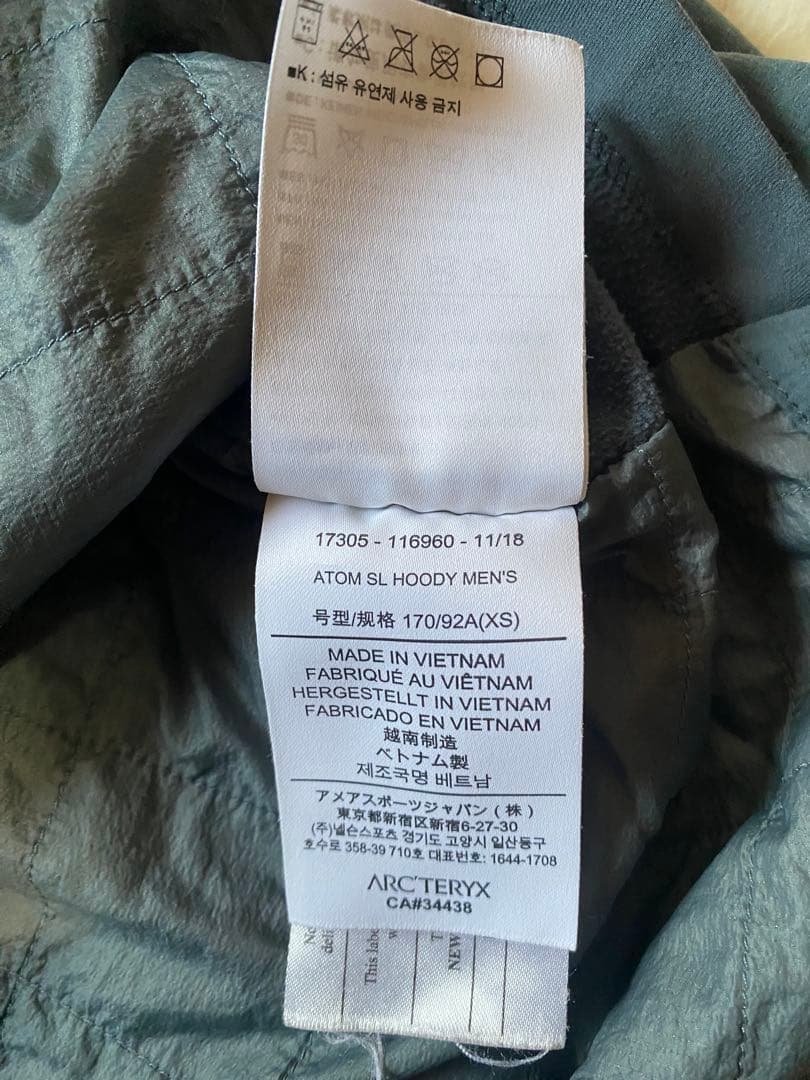 ■K : 섬유 유연제 사용 금지
17305 - 116960 - 11/18
ATOM SL HOODY MEN'S
号型/规格 170/92A(XS)
MADE IN VIETNAM
FABRIQUÉ AU VIÊTNAM
HERGESTELLT IN VIETNAM
FABRICADO EN VIETNAM
越南制造
ベトナム製
제조국명 베트남
アメアスポーツジャパン（株）
東京都新宿区新宿6-27-30
(주)넬슨스포츠 경기도 고양시 일산동구
호수로 358-39 710호 대표번호: 1644-1708
ARC'TERYX
CA#34438
This labe
NEW